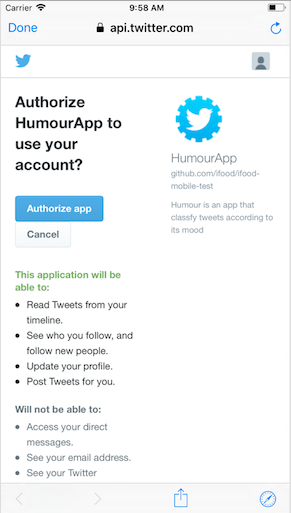 Carrier 9:58 AM
Done api.twitter.com
Authorize
HumourApp to
use your
account?
Authorize app
Cancel
HumourApp
github.com/ifood/ifood-
mobile-test
Humour is an app that
classfy tweets according to
its mood
This application will be
able to:
Read Tweets from your
timeline.
See who you follow, and
follow new people.
Update your profile.
Post Tweets for you.
Will not be able to:
Access your direct
messages.
See your email address.
See your Twitter